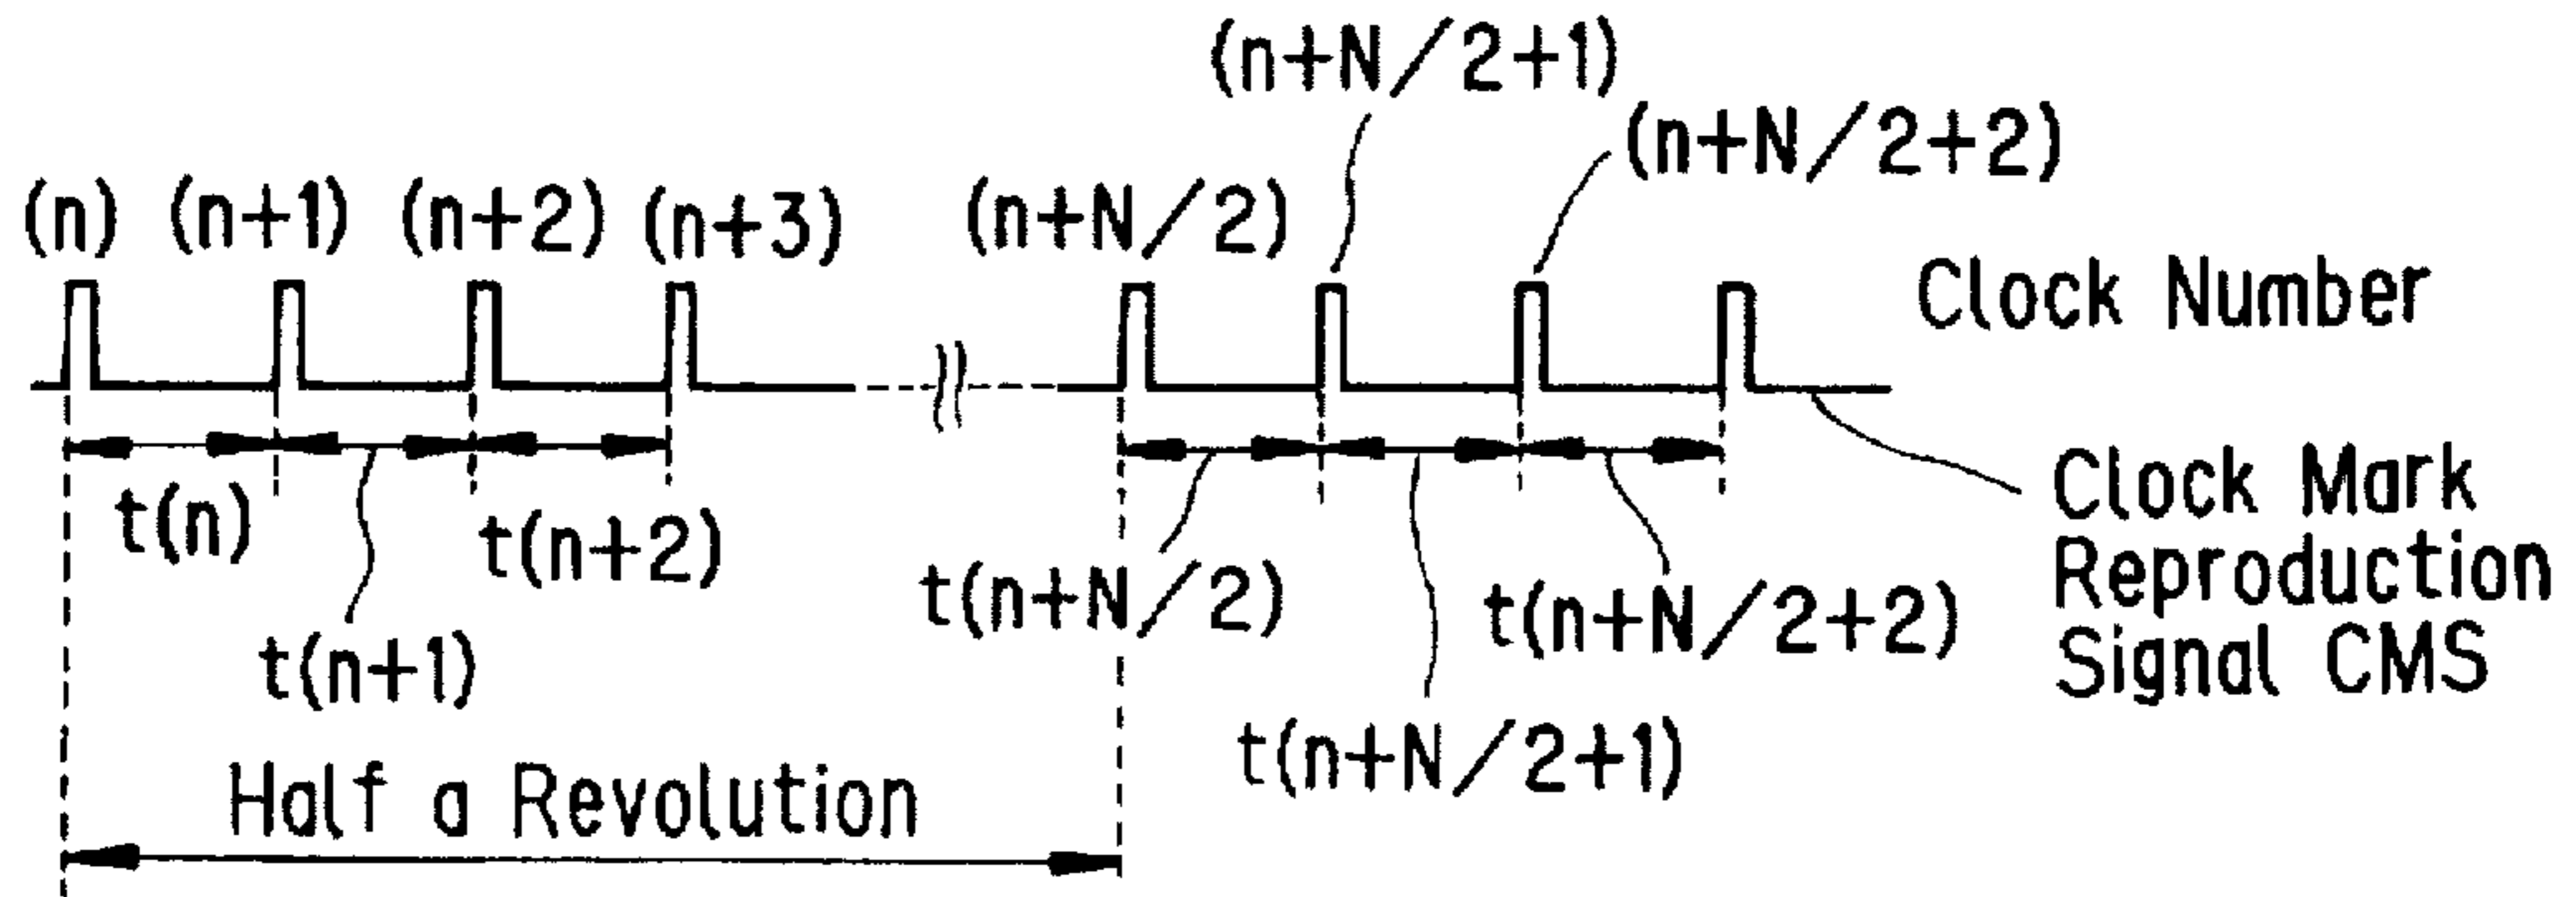 (n+N/2+1)
(n+N/2+2)
(n) (n+1) (n+2) (n+3) (n+N/2)
Clock Number
t(n) t(n+2) t(n+N/2) t(n+N/2+2)
t(n+1) t(n+N/2+1)
Clock Mark
Reproduction
Signal CMS
Half a Revolution